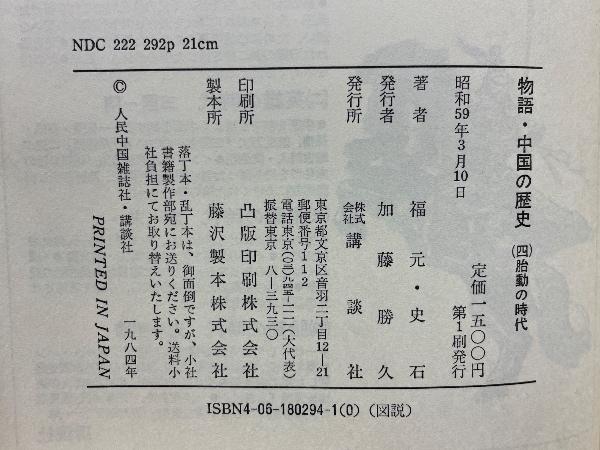 NDC 222 292p 21cm
物語・中国の歴史 (四)胎動の時代
定価一五〇〇円
昭和59年3月10日 第1刷発行
著者 福元・史石
発行者 加藤勝久
発行所 株式会社 講談社
東京都文京区音羽二丁目12—21
郵便番号112
電話東京(〇三)九四五—一一一一(大代表)
振替東京 八—三九三〇
印刷所 凸版印刷株式会社
製本所 藤沢製本株式会社
落丁本・乱丁本は、御面倒ですが、小社
書籍製作部宛にお送りください。送料小
社負担にてお取り替えいたします。
© 人民中国雑誌社・講談社 一九八四年
PRINTED IN JAPAN
ISBN4-06-180294-1(0) (図説)